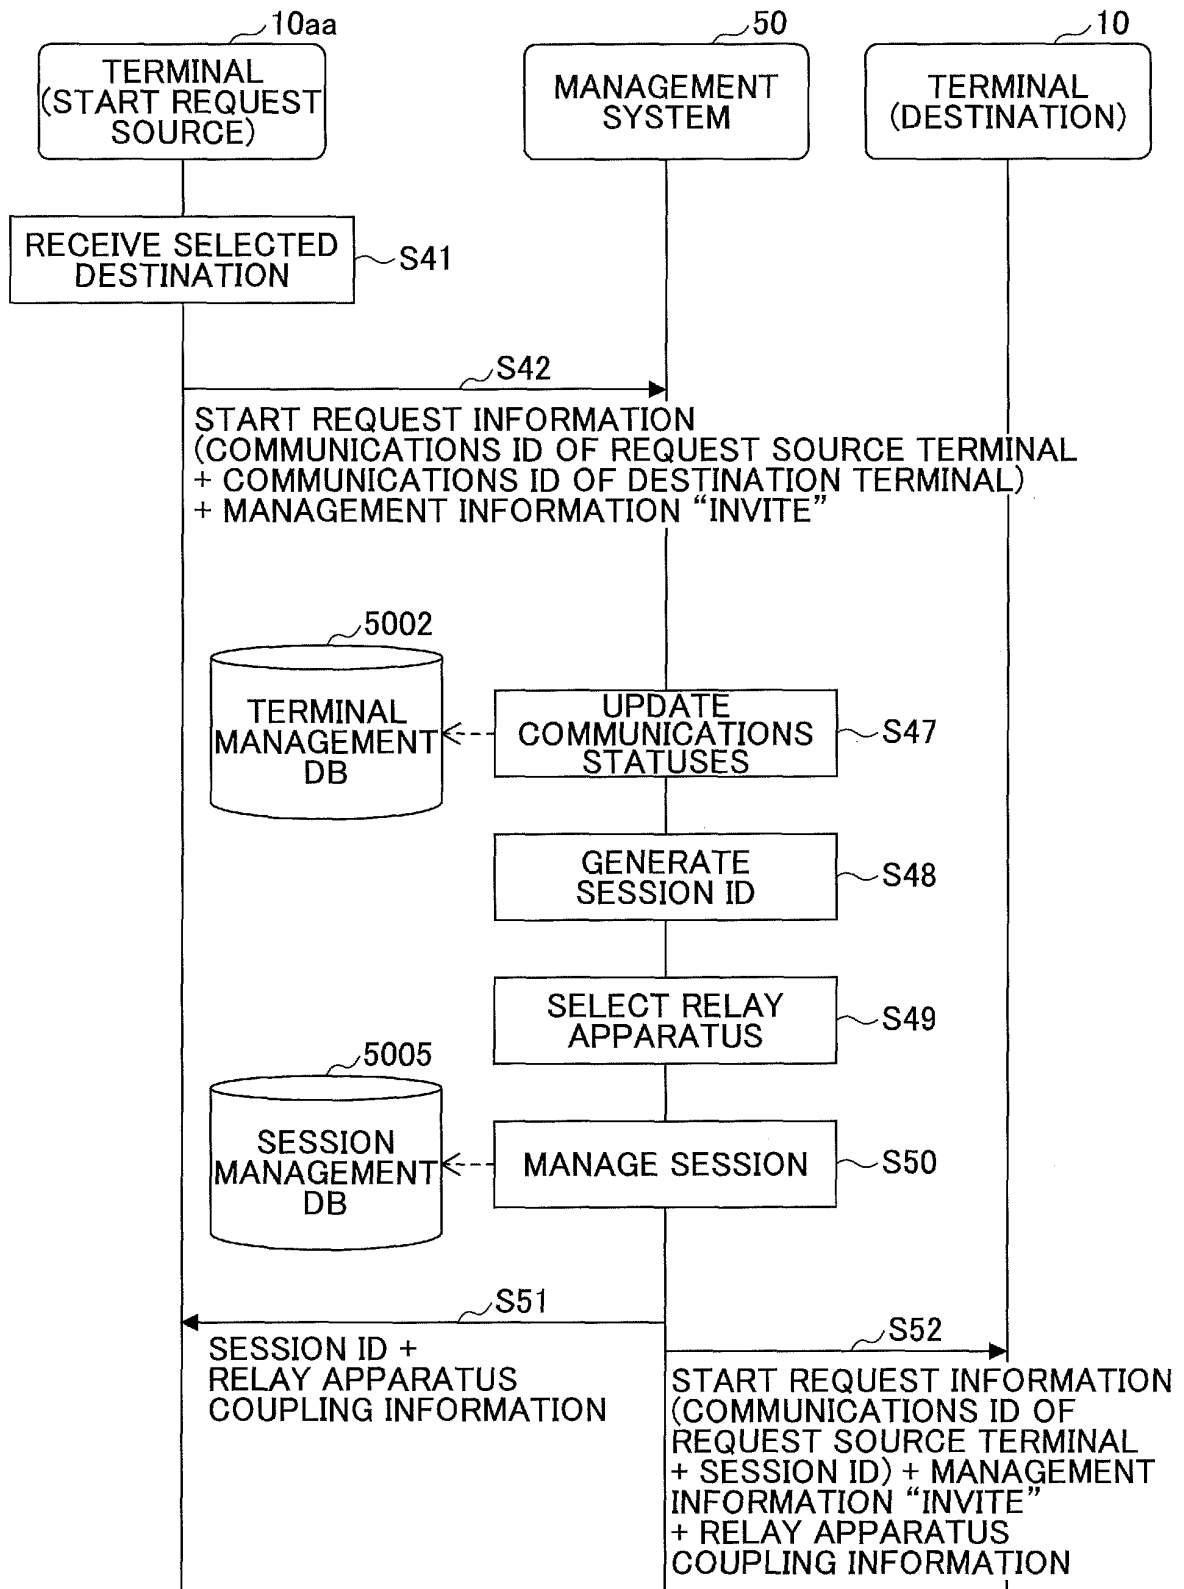 10aa
50
10
TERMINAL
(START REQUEST
SOURCE)
MANAGEMENT
SYSTEM
TERMINAL
(DESTINATION)
RECEIVE SELECTED
DESTINATION
S41
S42
START REQUEST INFORMATION
(COMMUNICATIONS ID OF REQUEST SOURCE TERMINAL
+ COMMUNICATIONS ID OF DESTINATION TERMINAL)
+ MANAGEMENT INFORMATION “INVITE”
5002
TERMINAL
MANAGEMENT
DB
UPDATE
COMMUNICATIONS
STATUSES
S47
GENERATE
SESSION ID
S48
SELECT RELAY
APPARATUS
S49
5005
SESSION
MANAGEMENT
DB
MANAGE SESSION
S50
S51
SESSION ID +
RELAY APPARATUS
COUPLING INFORMATION
S52
START REQUEST INFORMATION
(COMMUNICATIONS ID OF
REQUEST SOURCE TERMINAL
+ SESSION ID) + MANAGEMENT
INFORMATION “INVITE”
+ RELAY APPARATUS
COUPLING INFORMATION